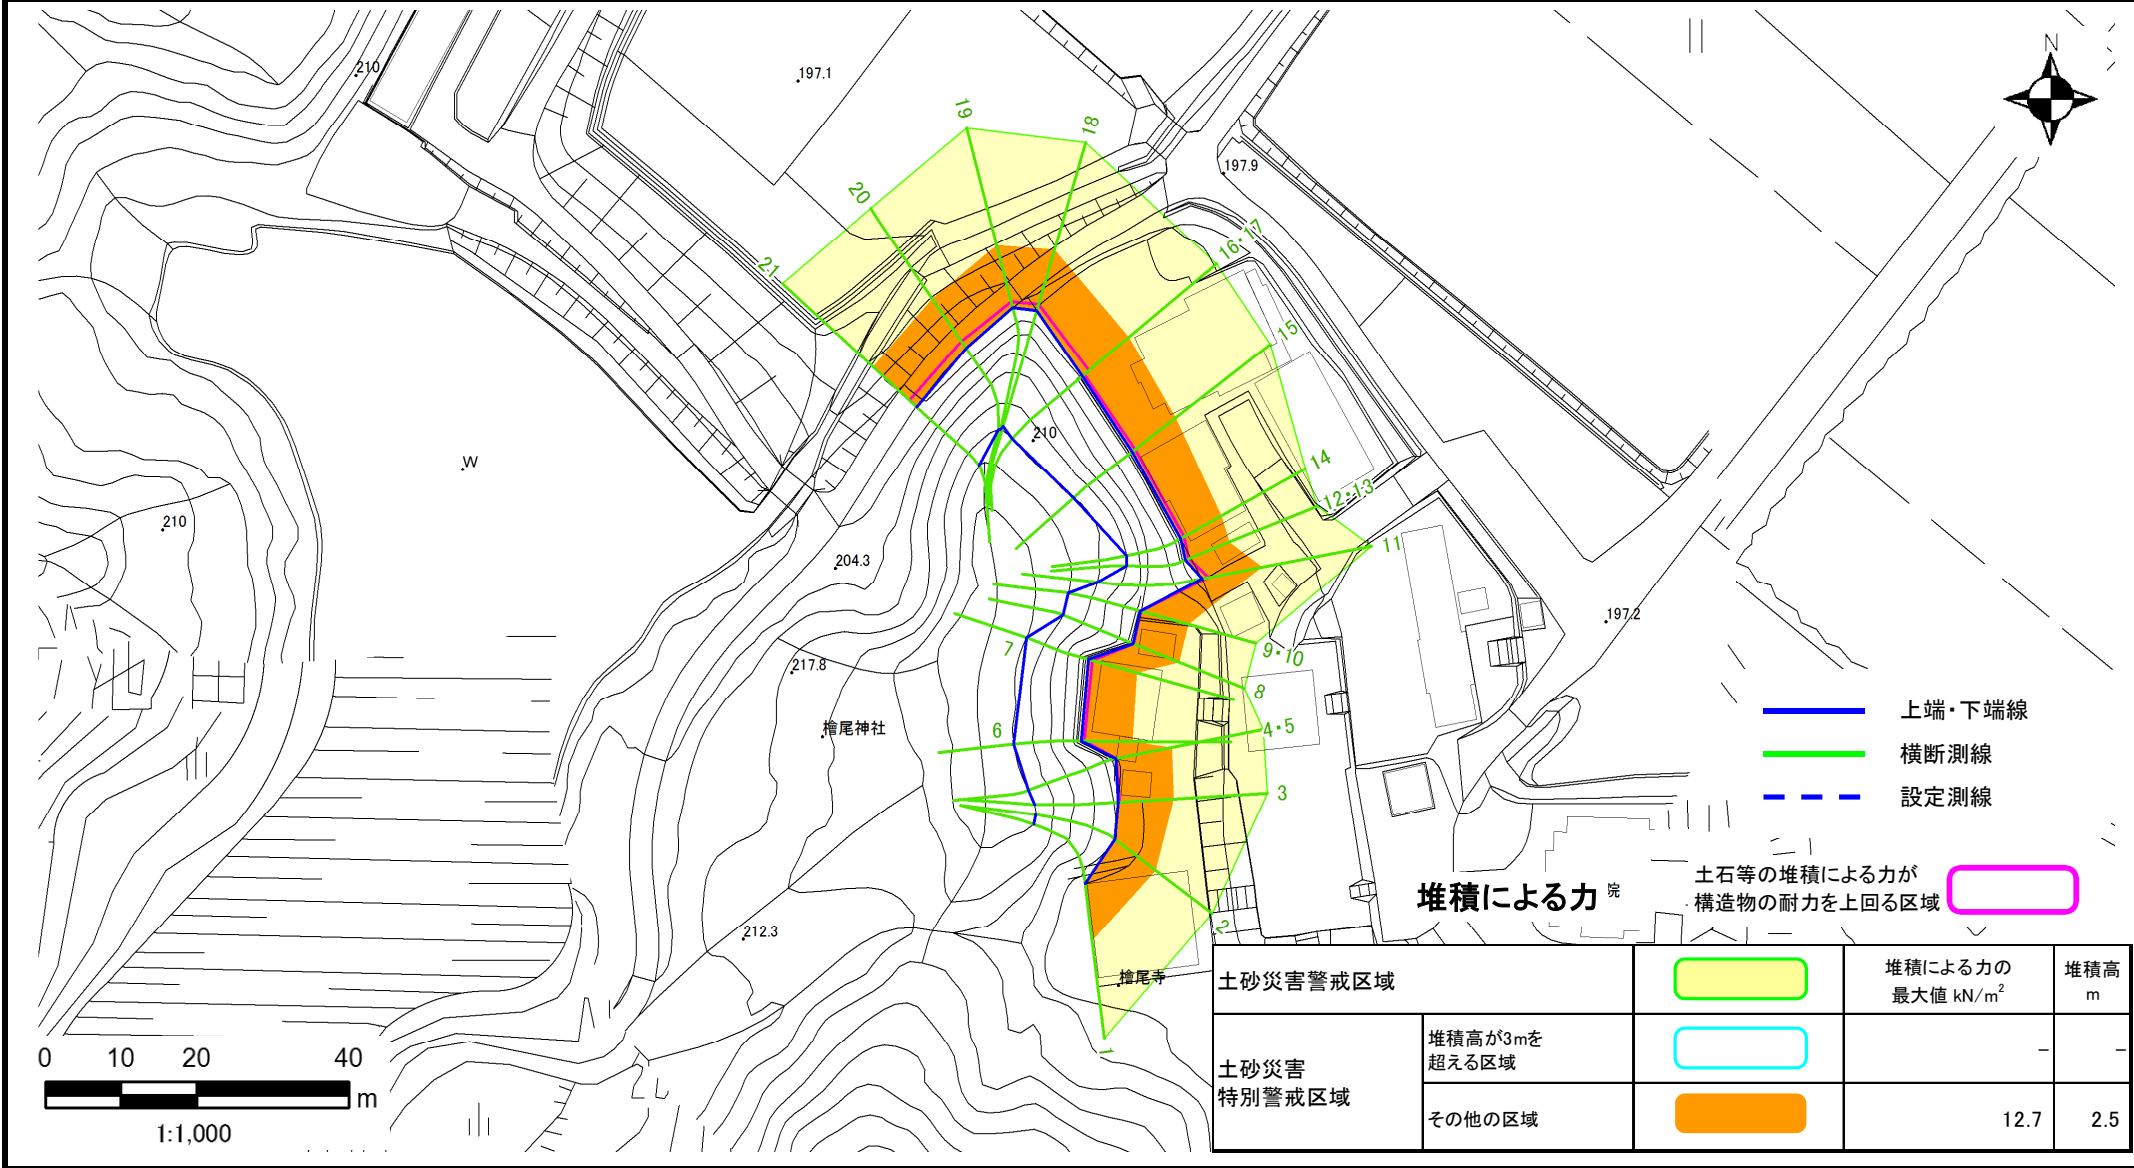 N
210
197.1
19
18
197.9
20
16・17
21
15
210
W
14
12・13
210
11
204.3
197.2
7
9・10
217.8
8
檜尾神社
6
4・5
3
上端・下端線
横断測線
設定測線
堆積による力
院
土石等の堆積による力が
構造物の耐力を上回る区域
2
212.3
檜尾寺
1
0 10 20 40
m
1:1,000
土砂災害警戒区域
堆積による力の
最大値 kN/m²
堆積高
m
土砂災害
特別警戒区域
堆積高が3mを
超える区域
－
－
その他の区域
12.7
2.5